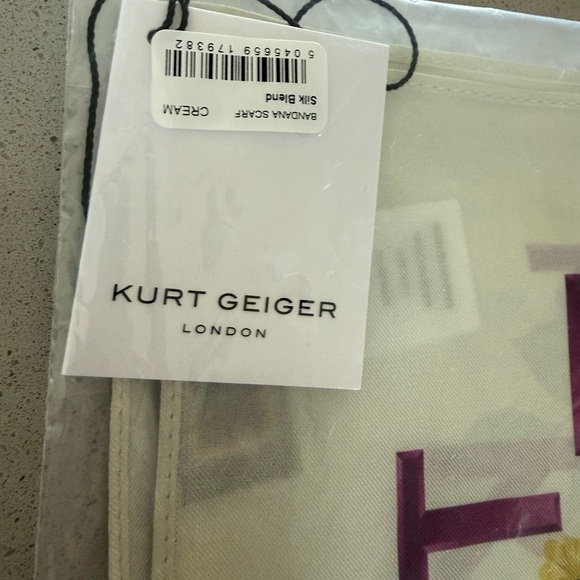 BANDANA SCARF CREAM
Silk Blend
5 045659 179382
KURT GEIGER
LONDON